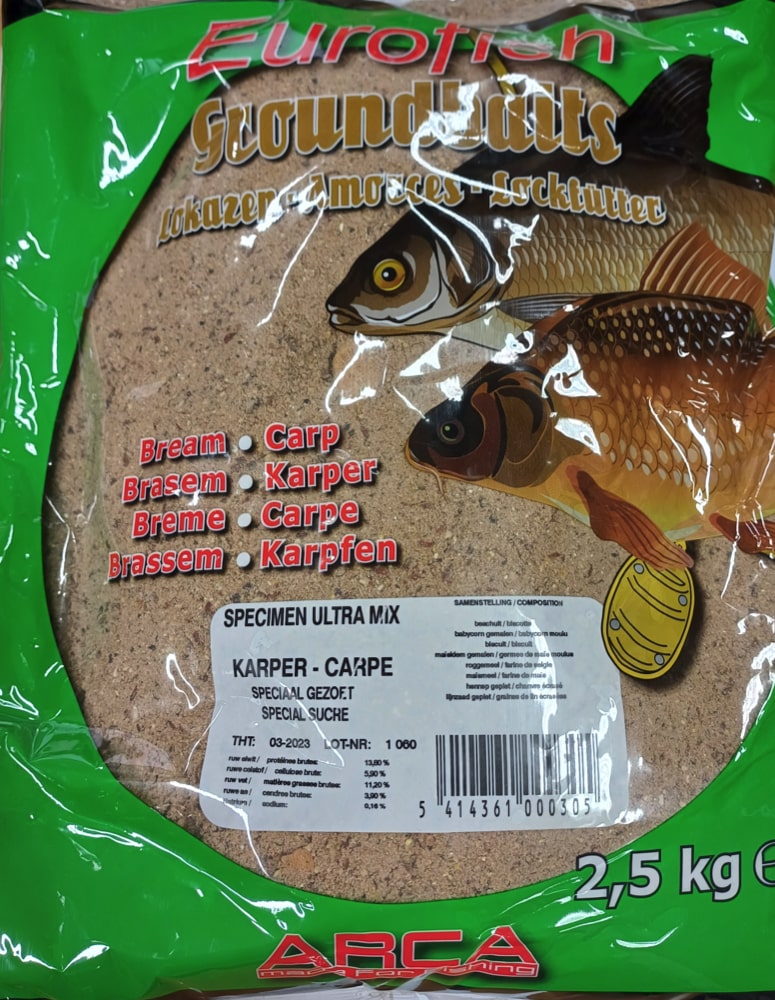 Eurofish
Groundbaits
Lokazen - Amorces - Lockfütter
Bream • Carp
Brasem • Karper
Breme • Carpe
Brassem • Karpfen
SPECIMEN ULTRA MIX
KARPER - CARPE
SPECIAAL GEZOET
SPECIAL SUCRE
THT: 03-2023 LOT-NR: 1 060
ruw eiwit / protéines brutes: 13,80 %
ruwe celstof / cellulose brute: 5,90 %
ruw vet / matières grasses brutes: 11,20 %
ruwe as / cendres brutes: 3,90 %
natrium / sodium: 0,16 %
SAMENSTELLING / COMPOSITION
beschuit / biscotte
babycorn gemalen / babycorn moulu
biscuit / biscuit
maiskiem gemalen / germes de maïs moulus
roggemeel / farine de seigle
maismeel / farine de maïs
hennep geplet / chanvre écrasé
lijnzaad geplet / graines de lin écrasées
5 414361 000305
2,5 kg e
ARCA
made for fishing